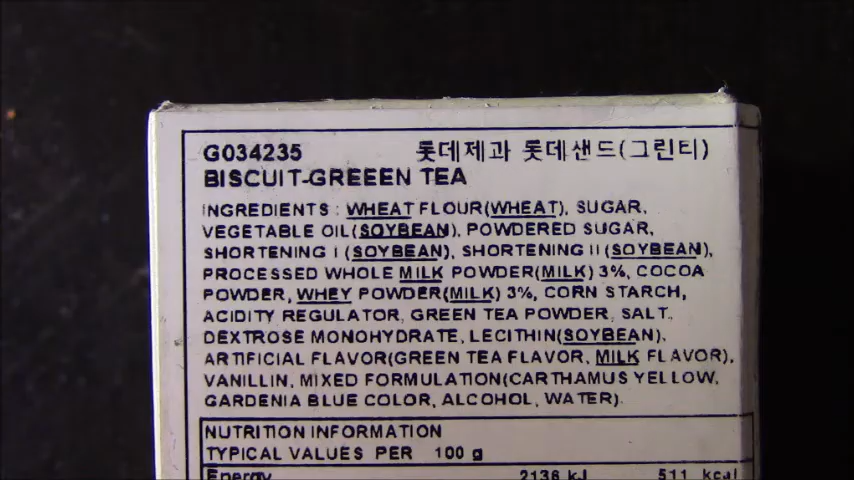 G034235 롯데제과 롯데샌드(그린티)
BISCUIT-GREEEN TEA
INGREDIENTS : WHEAT FLOUR(WHEAT), SUGAR,
VEGETABLE OIL(SOYBEAN), POWDERED SUGAR,
SHORTENING I (SOYBEAN), SHORTENING II (SOYBEAN),
PROCESSED WHOLE MILK POWDER(MILK) 3%, COCOA
POWDER, WHEY POWDER(MILK) 3%, CORN STARCH,
ACIDITY REGULATOR, GREEN TEA POWDER, SALT,
DEXTROSE MONOHYDRATE, LECITHIN(SOYBEAN),
ARTIFICIAL FLAVOR(GREEN TEA FLAVOR, MILK FLAVOR),
VANILLIN, MIXED FORMULATION(CARTHAMUS YELLOW,
GARDENIA BLUE COLOR, ALCOHOL, WATER).
NUTRITION INFORMATION
TYPICAL VALUES PER 100 g
Energy 2136 kJ 511 kcal